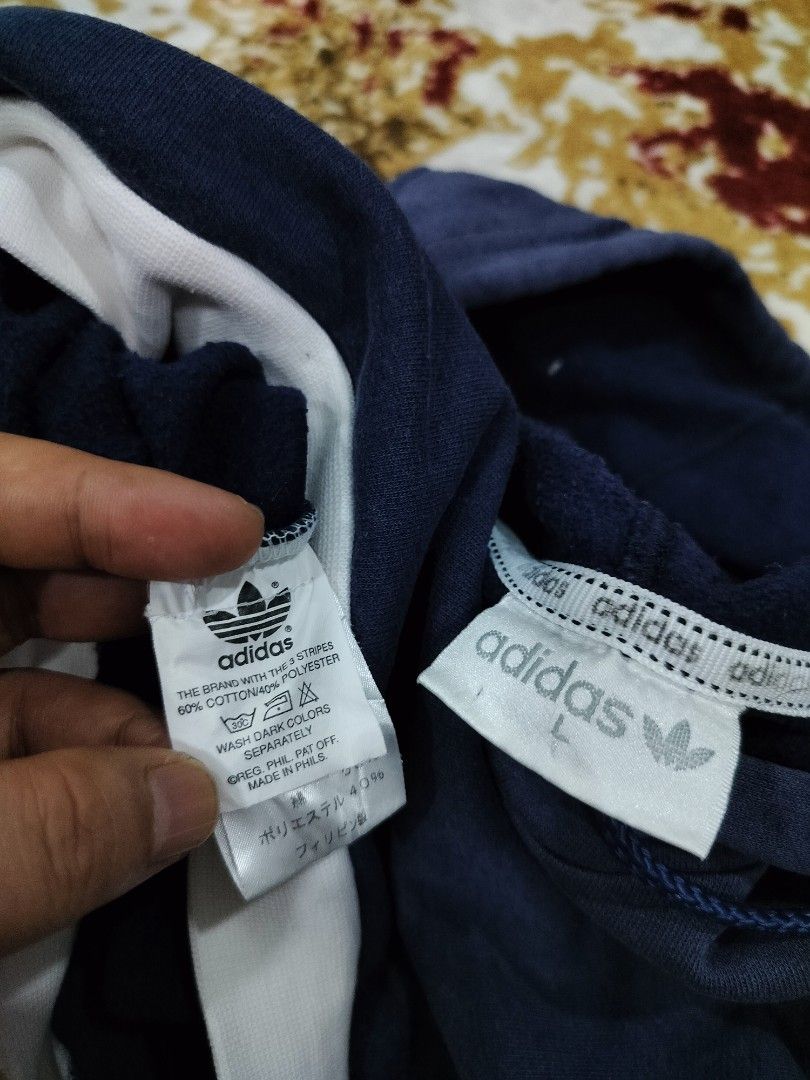 adidas
THE BRAND WITH THE 3 STRIPES
60% COTTON/40% POLYESTER
30C
WASH DARK COLORS
SEPARATELY
©REG. PHIL. PAT OFF.
MADE IN PHILS.
ポリエステル 40%
フィリピン製
adidas
adidas
adidas
L